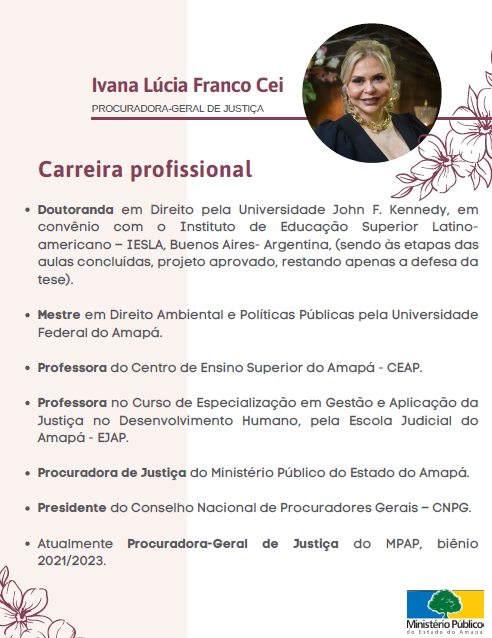 Ivana Lúcia Franco Cei
PROCURADORA-GERAL DE JUSTIÇA
Carreira profissional
• Doutoranda em Direito pela Universidade John F. Kennedy, em
convênio com o Instituto de Educação Superior Latino-
americano – IESLA, Buenos Aires- Argentina, (sendo às etapas das
aulas concluídas, projeto aprovado, restando apenas a defesa da
tese).
• Mestre em Direito Ambiental e Políticas Públicas pela Universidade
Federal do Amapá.
• Professora do Centro de Ensino Superior do Amapá - CEAP.
• Professora no Curso de Especialização em Gestão e Aplicação da
Justiça no Desenvolvimento Humano, pela Escola Judicial do
Amapá - EJAP.
• Procuradora de Justiça do Ministério Público do Estado do Amapá.
• Presidente do Conselho Nacional de Procuradores Gerais – CNPG.
• Atualmente Procuradora-Geral de Justiça do MPAP, biênio
2021/2023.
Ministério Público
do Estado do Amapá